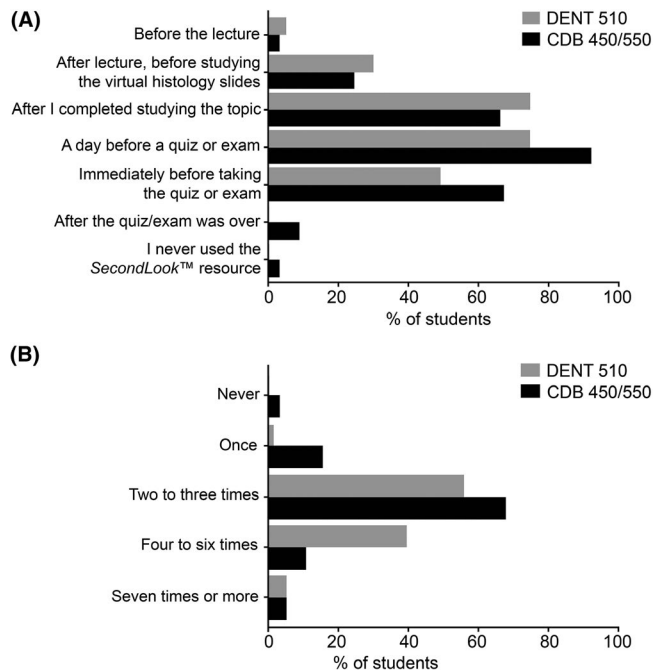 (A)
DENT 510
CDB 450/550
Before the lecture
After lecture, before studying
the virtual histology slides
After I completed studying the topic
A day before a quiz or exam
Immediately before taking
the quiz or exam
After the quiz/exam was over
I never used the
SecondLook™ resource
0 20 40 60 80 100
% of students
(B)
DENT 510
CDB 450/550
Never
Once
Two to three times
Four to six times
Seven times or more
0 20 40 60 80 100
% of students